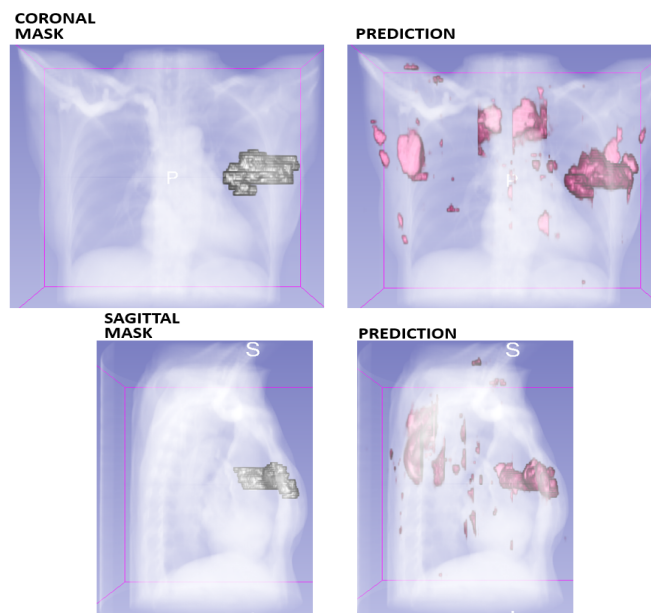 CORONAL
MASK
PREDICTION
P
SAGITTAL
MASK
PREDICTION
S
S